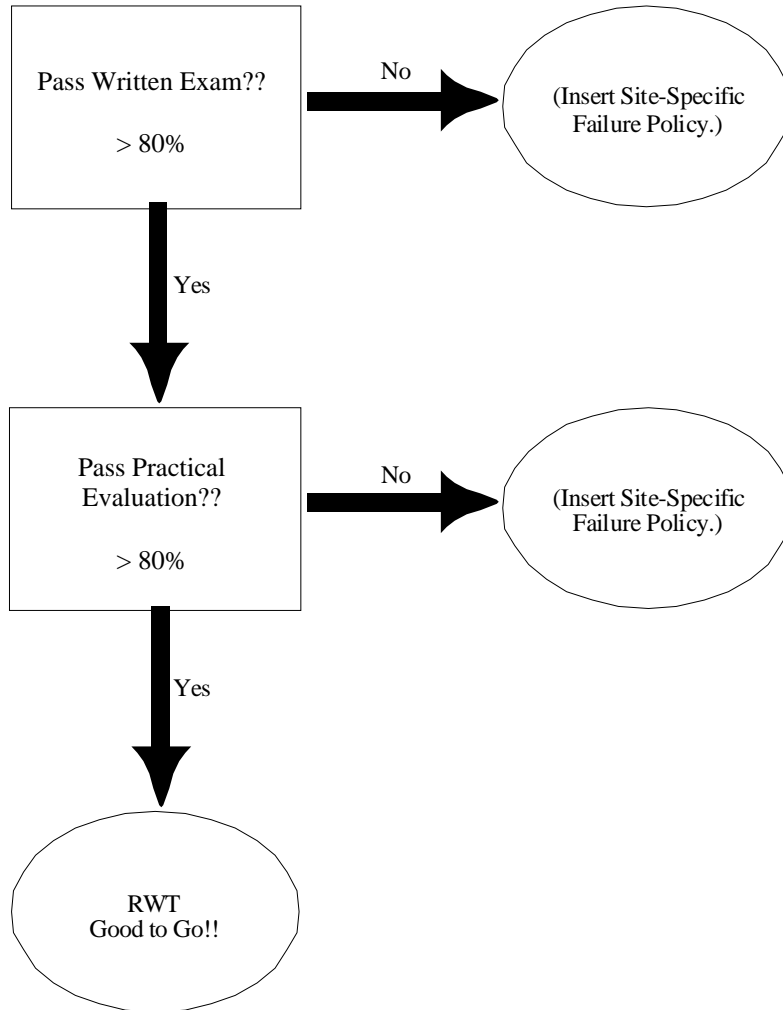 Pass Written Exam??
> 80%
No
(Insert Site-Specific
Failure Policy.)
Yes
Pass Practical
Evaluation??
> 80%
No
(Insert Site-Specific
Failure Policy.)
Yes
RWT
Good to Go!!